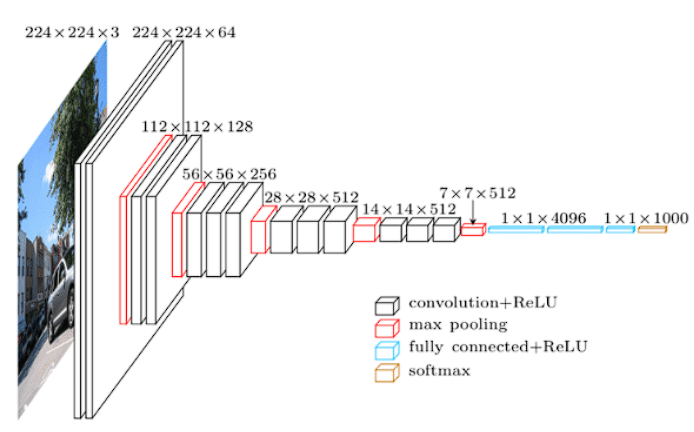 224×224×3
224×224×64
112×112×128
56×56×256
28×28×512
14×14×512
7×7×512
1×1×4096
1×1×1000
convolution+ReLU
max pooling
fully connected+ReLU
softmax